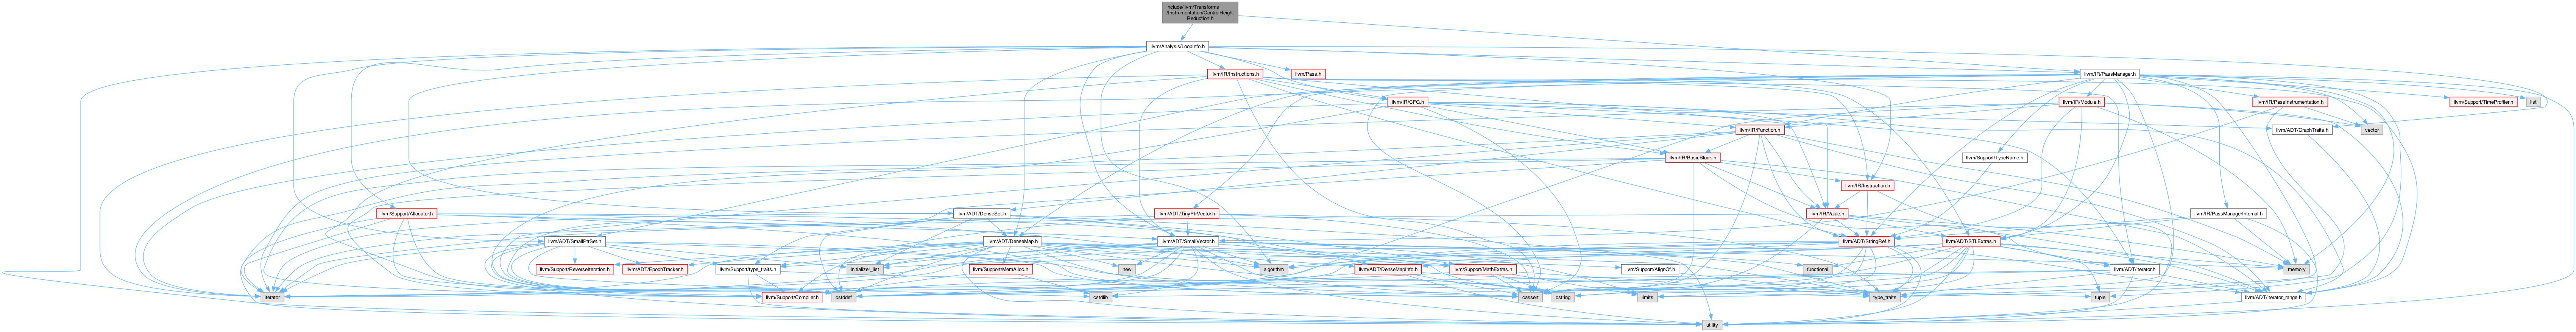 include/llvm/Transforms
/Instrumentation/ControlHeight
Reduction.h
llvm/Analysis/LoopInfo.h
llvm/IR/Instructions.h
llvm/Pass.h
llvm/IR/PassManager.h
llvm/IR/CFG.h
llvm/IR/Module.h
llvm/IR/PassInstrumentation.h
llvm/Support/TimeProfiler.h
list
llvm/IR/Function.h
llvm/ADT/GraphTraits.h
vector
llvm/IR/BasicBlock.h
llvm/Support/TypeName.h
llvm/IR/Instruction.h
llvm/Support/Allocator.h
llvm/ADT/DenseSet.h
llvm/ADT/TinyPtrVector.h
llvm/IR/Value.h
llvm/IR/PassManagerInternal.h
llvm/ADT/SmallPtrSet.h
llvm/ADT/DenseMap.h
llvm/ADT/SmallVector.h
llvm/ADT/StringRef.h
llvm/ADT/STLExtras.h
llvm/Support/ReverseIteration.h
llvm/ADT/EpochTracker.h
llvm/Support/type_traits.h
initializer_list
llvm/Support/MemAlloc.h
new
algorithm
llvm/ADT/DenseMapInfo.h
llvm/Support/MathExtras.h
llvm/Support/AlignOf.h
functional
llvm/ADT/iterator.h
memory
iterator
llvm/Support/Compiler.h
cstddef
cstdlib
cassert
cstring
limits
type_traits
tuple
llvm/ADT/iterator_range.h
utility